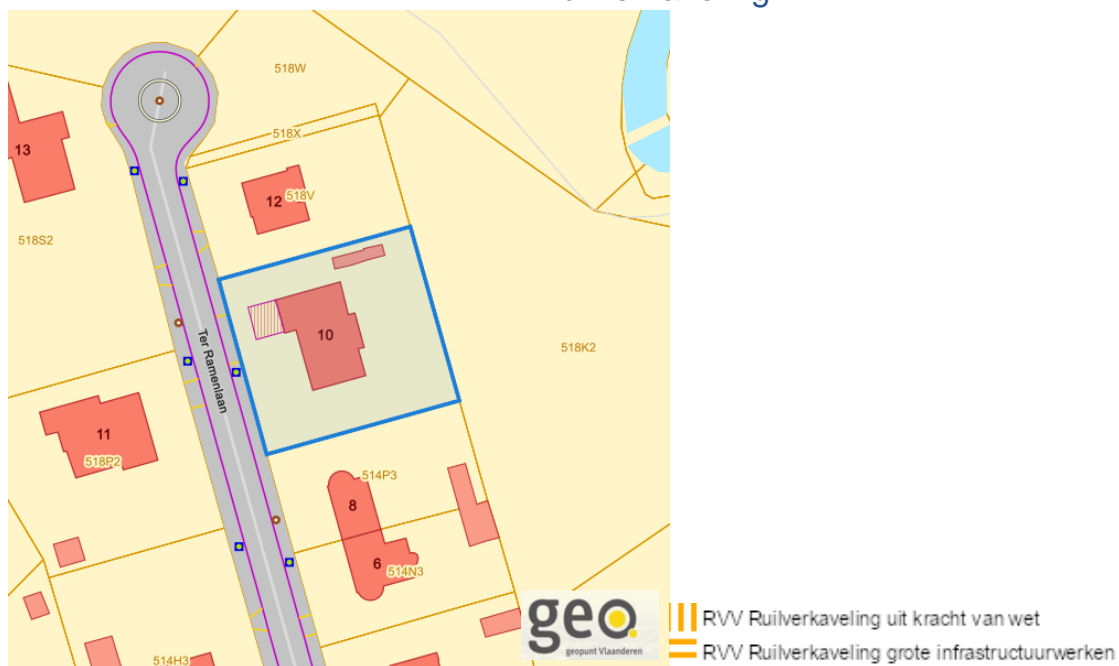 518W
13
518X
12 518V
518S2
10
518K2
Ter Ramenlaan
11
518P2
514P3
8
6
514N3
geo
geopunt Vlaanderen
RVV Ruilverkaveling uit kracht van wet
RVV Ruilverkaveling grote infrastructuurwerken
514H3